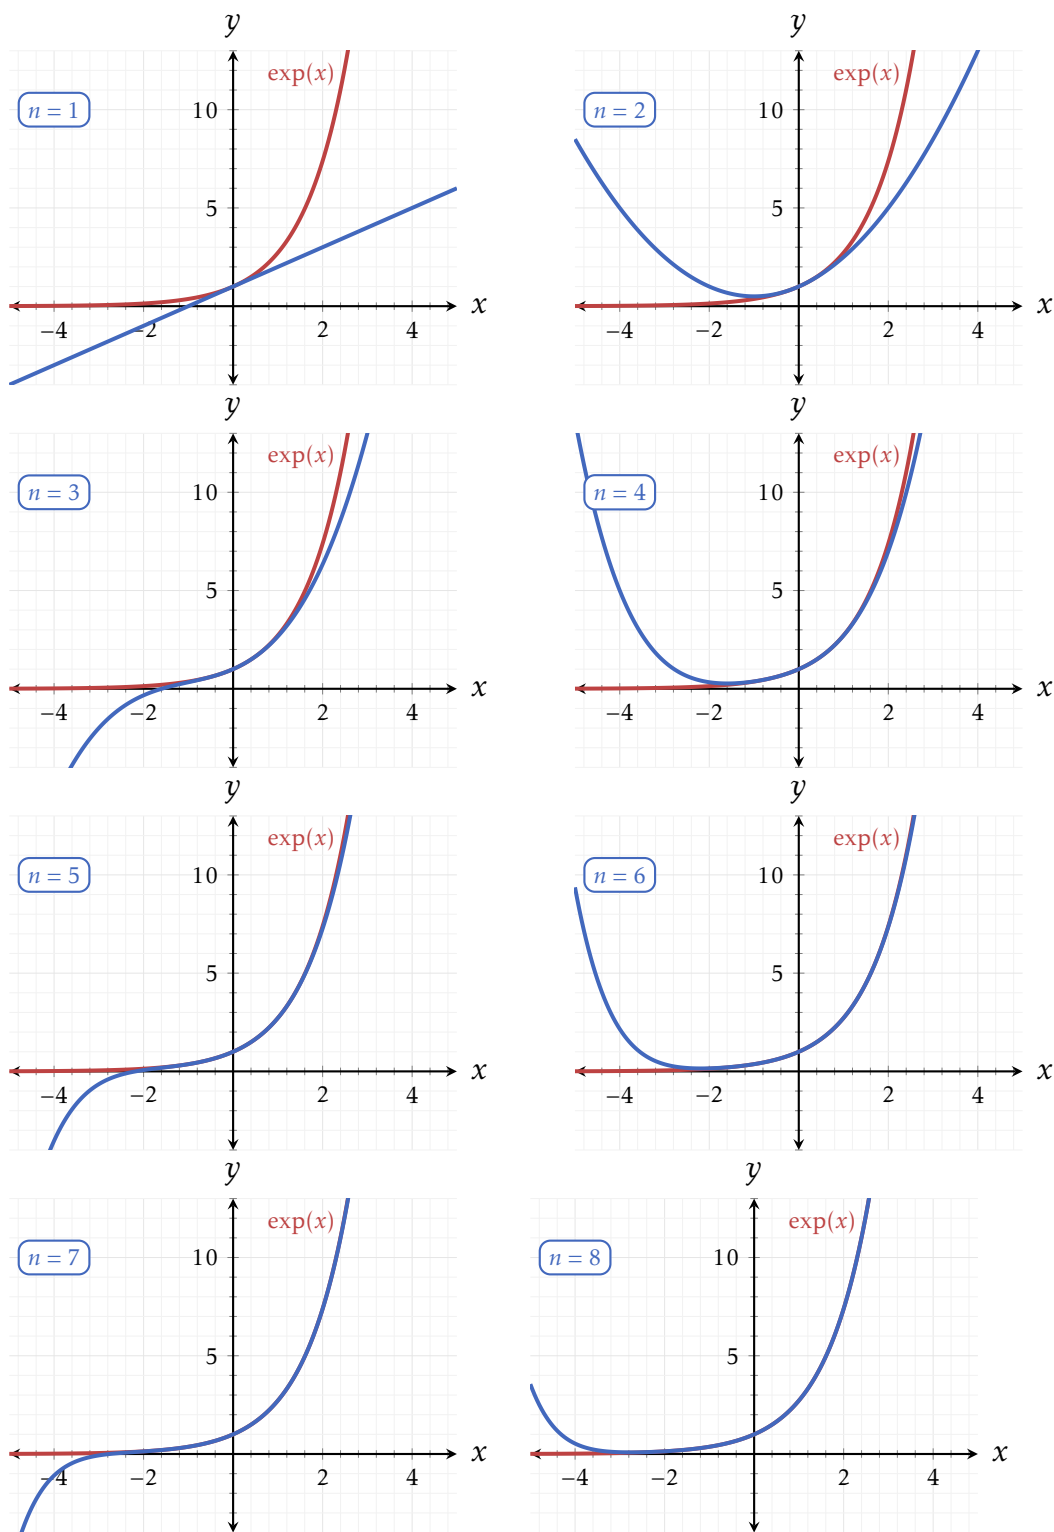 y y
exp(x) exp(x)
n = 1 10 n = 2 10
5 5
x x
−4 −2 2 4 −4 −2 2 4
y y
exp(x) exp(x)
n = 3 10 n = 4 10
5 5
x x
−4 −2 2 4 −4 −2 2 4
y y
exp(x) exp(x)
n = 5 10 n = 6 10
5 5
x x
−4 −2 2 4 −4 −2 2 4
y y
exp(x) exp(x)
n = 7 10 n = 8 10
5 5
x x
−4 −2 2 4 −4 −2 2 4